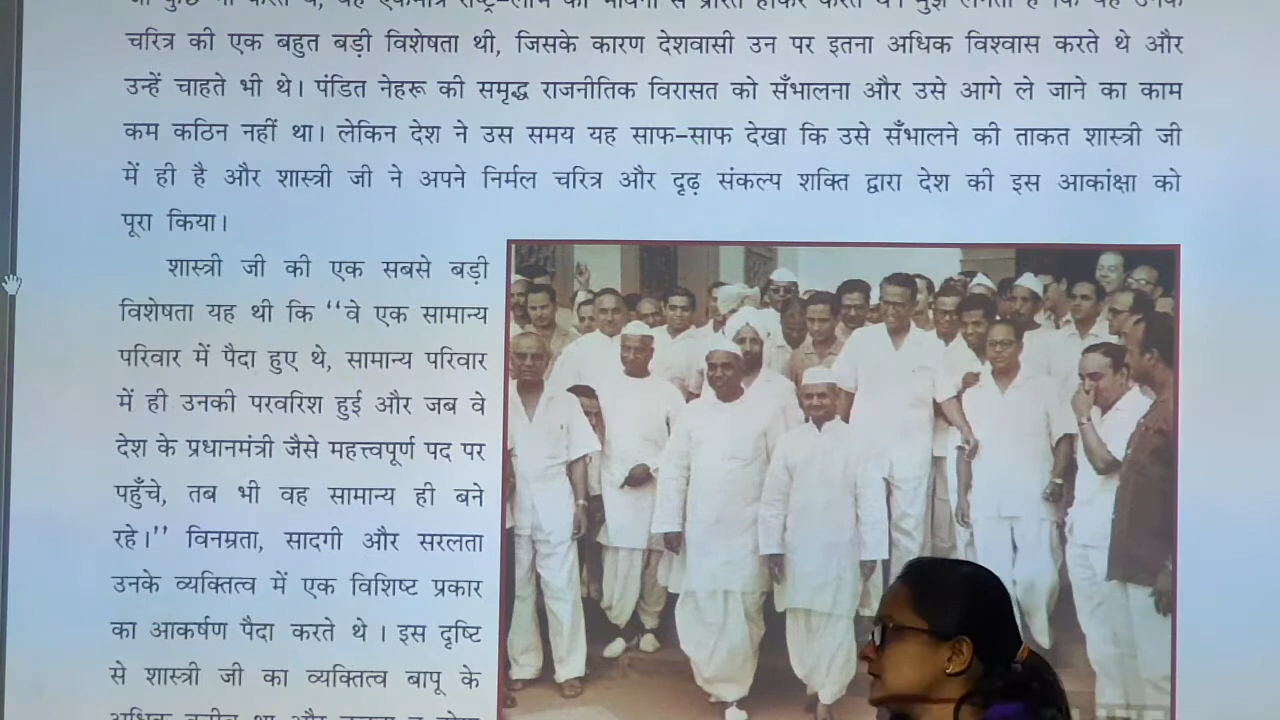 चरित्र की एक बहुत बड़ी विशेषता थी, जिसके कारण देशवासी उन पर इतना अधिक विश्वास करते थे और
उन्हें चाहते भी थे। पंडित नेहरू की समृद्ध राजनीतिक विरासत को सँभालना और उसे आगे ले जाने का काम
कम कठिन नहीं था। लेकिन देश ने उस समय यह साफ-साफ देखा कि उसे सँभालने की ताकत शास्त्री जी
में ही है और शास्त्री जी ने अपने निर्मल चरित्र और दृढ़ संकल्प शक्ति द्वारा देश की इस आकांक्षा को
पूरा किया।
शास्त्री जी की एक सबसे बड़ी
विशेषता यह थी कि “वे एक सामान्य
परिवार में पैदा हुए थे, सामान्य परिवार
में ही उनकी परवरिश हुई और जब वे
देश के प्रधानमंत्री जैसे महत्त्वपूर्ण पद पर
पहुँचे, तब भी वह सामान्य ही बने
रहे।” विनम्रता, सादगी और सरलता
उनके व्यक्तित्व में एक विशिष्ट प्रकार
का आकर्षण पैदा करते थे। इस दृष्टि
से शास्त्री जी का व्यक्तित्व बापू के